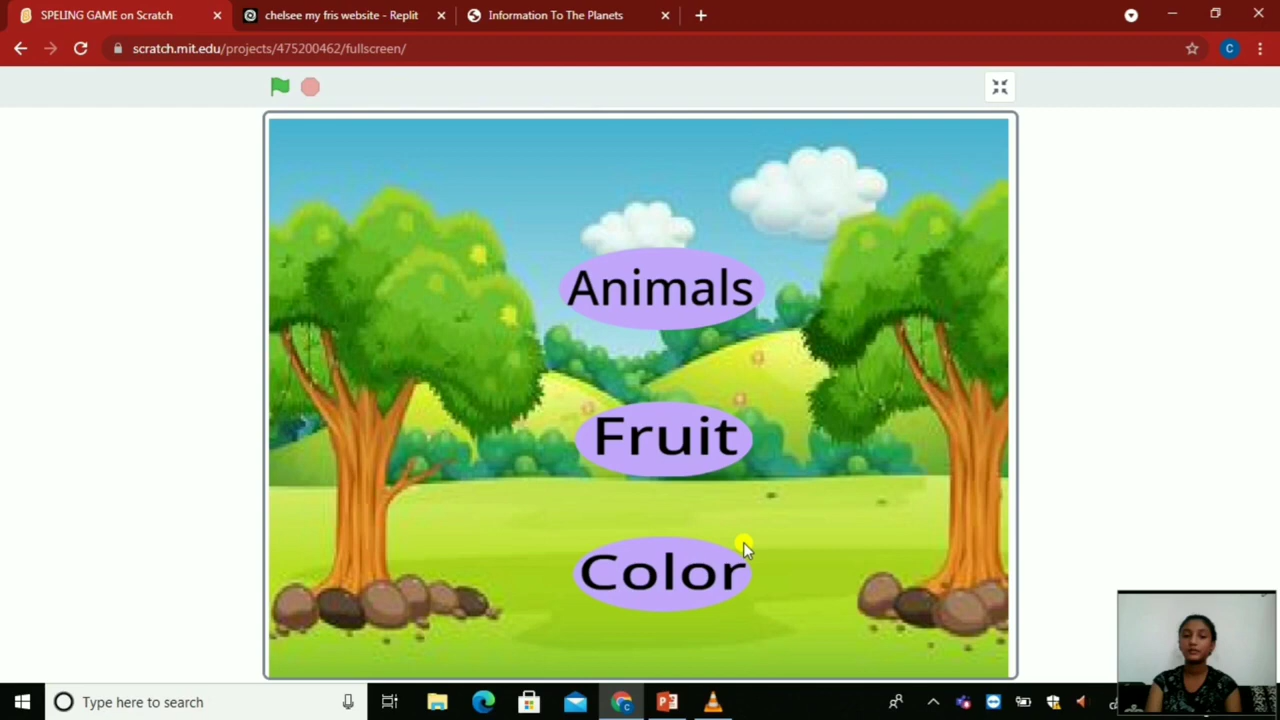 SPELING GAME on Scratch
chelsee my fris website - Replit
Information To The Planets
scratch.mit.edu/projects/475200462/fullscreen/
C
Animals
Fruit
Color
Type here to search